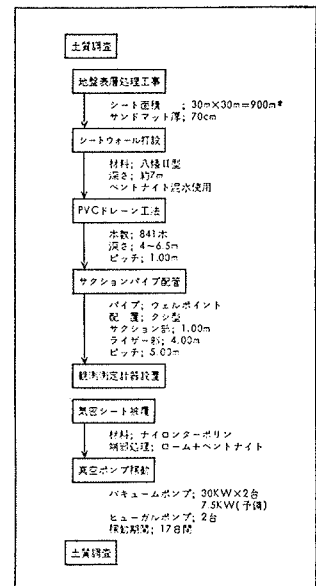 土質調査
地盤表層処理工事
シート面積 ; 30m×30m=900m²
サンドマット厚; 70cm
シートウォール打設
材料; 八幡II型
深さ; 約7m
ベントナイト泥水使用
PVCドレーン工法
本数; 841本
深さ; 4~6.5m
ピッチ; 1.00m
サクションパイプ配管
パイプ; ウェルポイント
配 置; クシ型
サクション部; 1.00m
ライザー部; 4.00m
ピッチ; 5.00m
観測測定計器設置
気密シート被覆
材料; ナイロンターポリン
端部処理; ローム+ベントナイト
真空ポンプ稼動
バキュームポンプ; 30KW×2台
7.5KW(予備)
ヒューガルポンプ; 2台
稼動期間; 17日間
土質調査